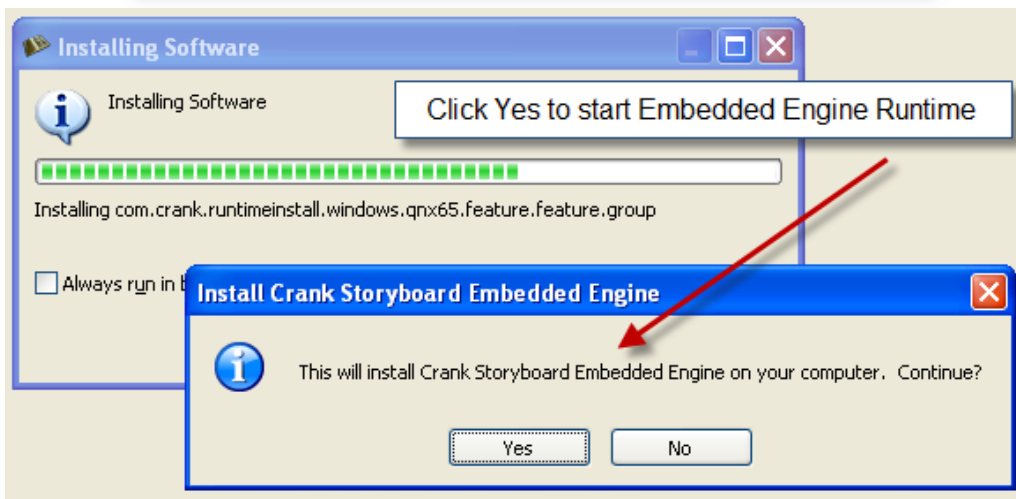 Installing Software
Installing Software
Click Yes to start Embedded Engine Runtime
Installing com.crank.runtimeinstall.windows.qnx65.feature.feature.group
Always run in
Install Crank Storyboard Embedded Engine
This will install Crank Storyboard Embedded Engine on your computer. Continue?
Yes
No